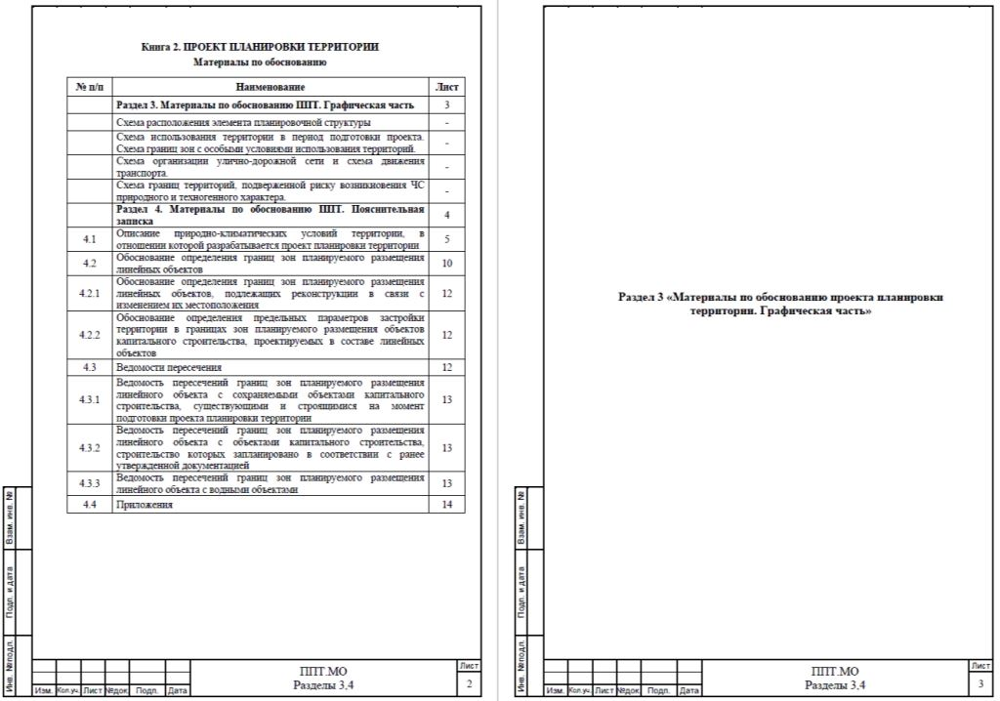 Книга 2. ПРОЕКТ ПЛАНИРОВКИ ТЕРРИТОРИИ
Материалы по обоснованию
№ п/п Наименование Лист
Раздел 3. Материалы по обоснованию ППТ. Графическая часть 3
Схема расположения элемента планировочной структуры -
Схема использования территории в период подготовки проекта.
Схема границ зон с особыми условиями использования территорий. -
Схема организации улично-дорожной сети и схема движения
транспорта. -
Схема границ территорий, подверженной риску возникновения ЧС
природного и техногенного характера. -
Раздел 4. Материалы по обоснованию ППТ. Пояснительная
записка 4
4.1 Описание природно-климатических условий территории, в
отношении которой разрабатывается проект планировки территории 5
4.2 Обоснование определения границ зон планируемого размещения
линейных объектов 10
4.2.1 Обоснование определения границ зон планируемого размещения
линейных объектов, подлежащих реконструкции в связи с
изменением их местоположения 12
4.2.2 Обоснование определения предельных параметров застройки
территории в границах зон планируемого размещения объектов
капитального строительства, проектируемых в составе линейных
объектов 12
4.3 Ведомости пересечения 12
4.3.1 Ведомость пересечений границ зон планируемого размещения
линейного объекта с сохраняемыми объектами капитального
строительства, существующими и строящимися на момент
подготовки проекта планировки территории 13
4.3.2 Ведомость пересечений границ зон планируемого размещения
линейного объекта с объектами капитального строительства,
строительство которых запланировано в соответствии с ранее
утвержденной документацией 13
4.3.3 Ведомость пересечений границ зон планируемого размещения
линейного объекта с водными объектами 13
4.4 Приложения 14
Взам. инв. №
Подп. и дата
Инв. №подл.
Изм. Кол.уч. Лист №док. Подп. Дата
ППТ.МО
Разделы 3,4
Лист
2
Раздел 3 «Материалы по обоснованию проекта планировки
территории. Графическая часть»
Взам. инв. №
Подп. и дата
Инв. №подл.
Изм. Кол.уч. Лист №док. Подп. Дата
ППТ.МО
Разделы 3,4
Лист
3